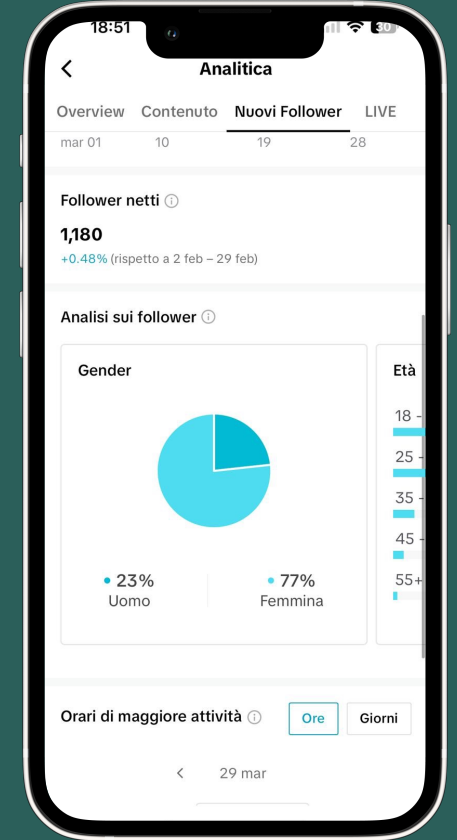 18:51
30
Analitica
Overview Contenuto Nuovi Follower LIVE
mar 01 10 19 28
Follower netti
1,180
+0.48% (rispetto a 2 feb – 29 feb)
Analisi sui follower
Gender Età
18 -
25 -
35 -
45 -
55+
23% 77%
Uomo Femmina
Orari di maggiore attività Ore Giorni
< 29 mar